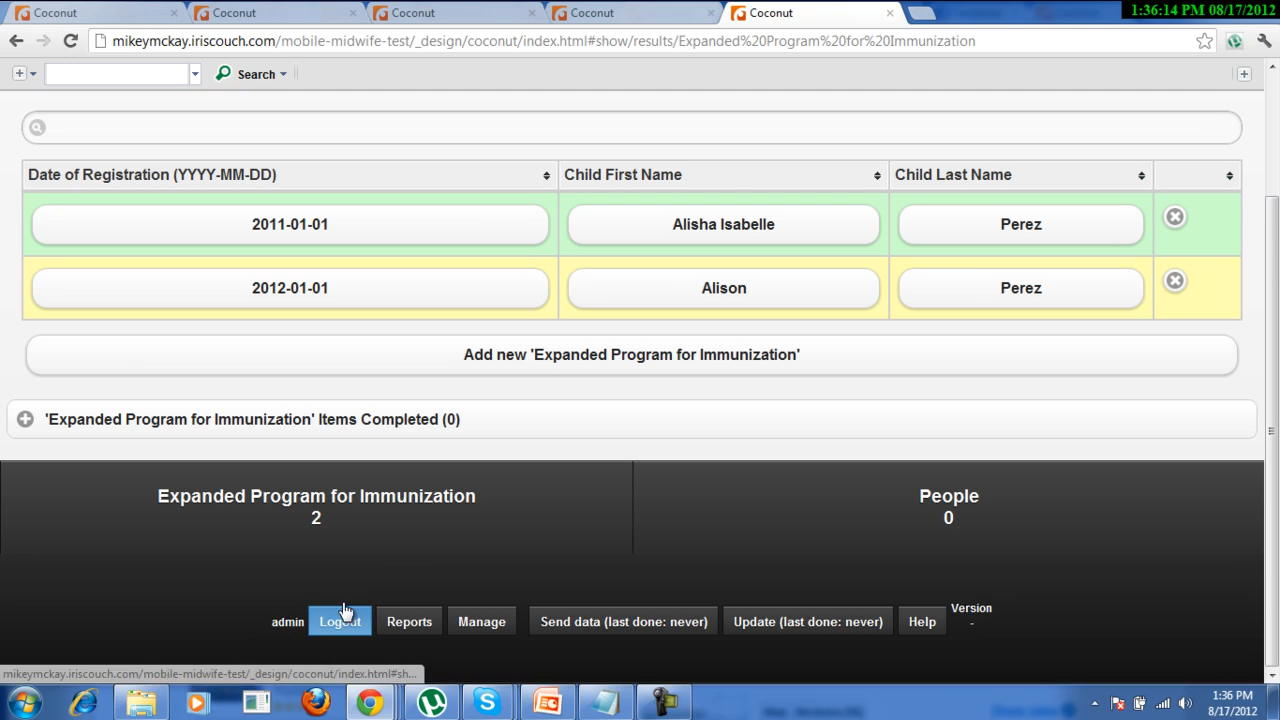 Coconut
Coconut
Coconut
Coconut
Coconut
1:36:14 PM 08/17/2012
mikeymckay.iriscouch.com/mobile-midwife-test/_design/coconut/index.html#show/results/Expanded%20Program%20for%20Immunization
Search
Date of Registration (YYYY-MM-DD)
Child First Name
Child Last Name
2011-01-01
Alisha Isabelle
Perez
2012-01-01
Alison
Perez
Add new 'Expanded Program for Immunization'
'Expanded Program for Immunization' Items Completed (0)
Expanded Program for Immunization
2
People
0
admin
Logout
Reports
Manage
Send data (last done: never)
Update (last done: never)
Help
Version
-
mikeymckay.iriscouch.com/mobile-midwife-test/_design/coconut/index.html#sh...
1:36 PM
8/17/2012